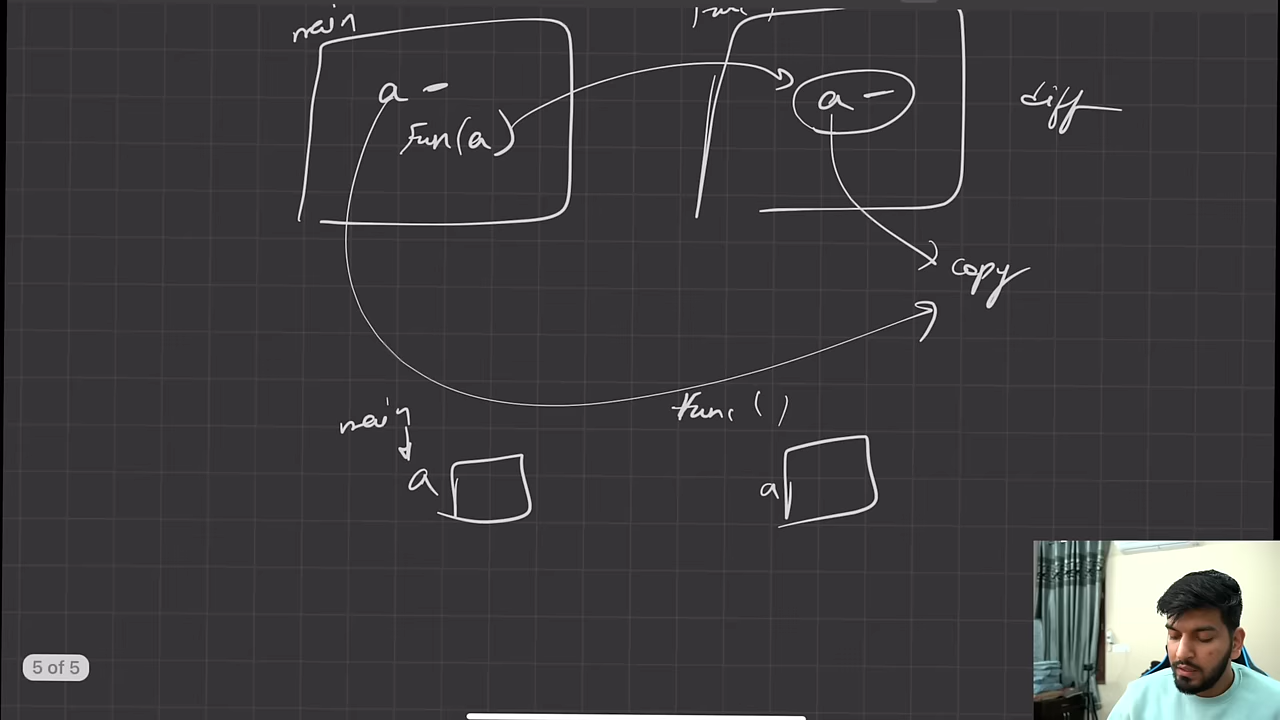 main
a -
Fun(a)
a -
diff
copy
main
func ( )
a
a
5 of 5